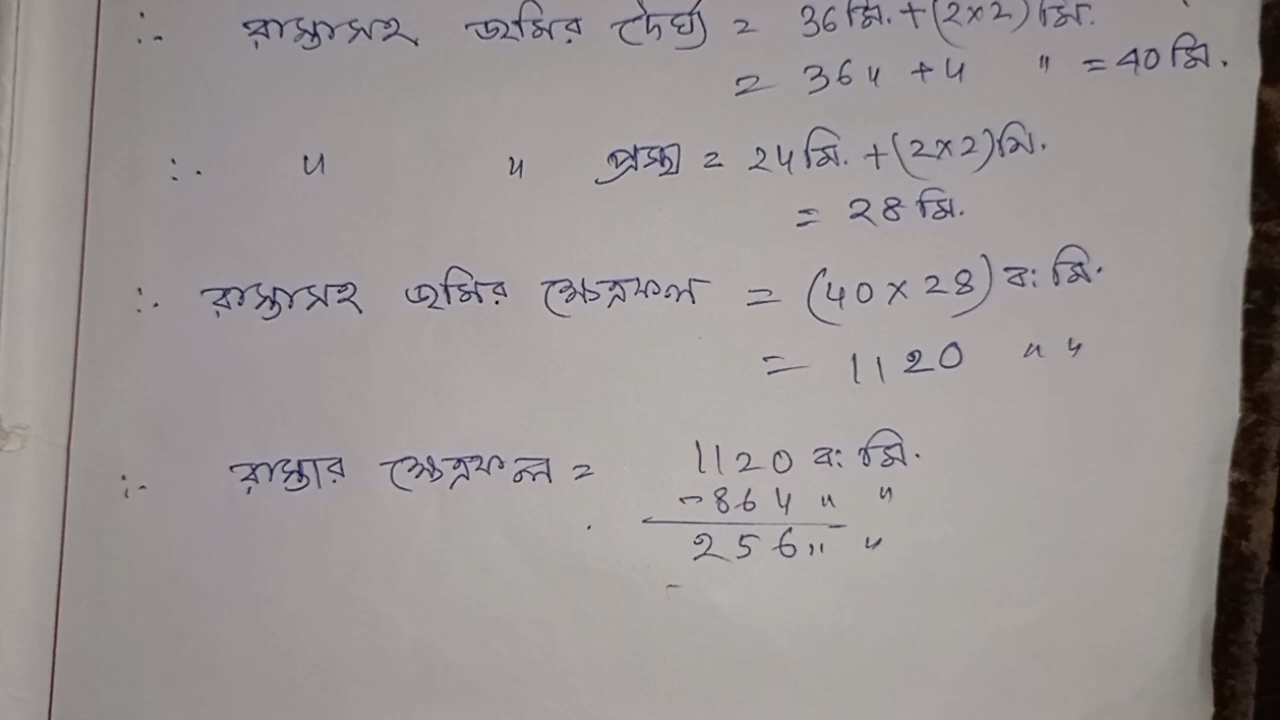 ∴ রাস্তাসহ জমির দৈর্ঘ্য = 36 মি. + (2×2) মি.
= 36 " + 4 " = 40 মি.
∴ " " প্রস্থ = 24 মি. + (2×2) মি.
= 28 মি.
∴ রাস্তাসহ জমির ক্ষেত্রফল = (40 × 28) ব: মি.
= 1120 " "
∴ রাস্তার ক্ষেত্রফল = 1120 ব: মি.
- 864 " "
256 " "